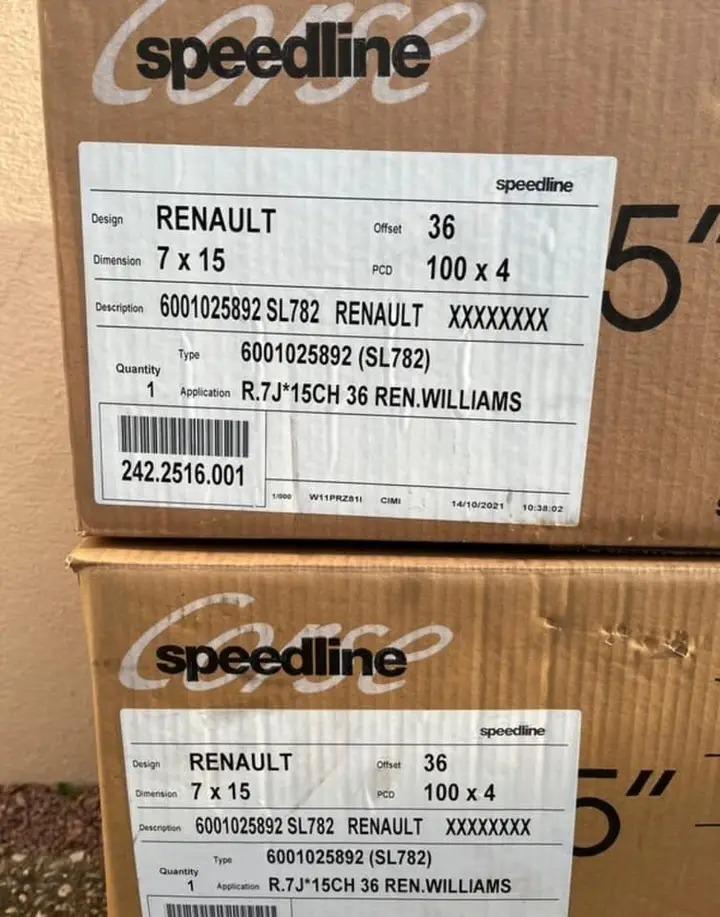 Corse
speedline
speedline
Design RENAULT Offset 36
Dimension 7 x 15 PCD 100 x 4
Description 6001025892 SL782 RENAULT XXXXXXXX
Type 6001025892 (SL782)
Quantity
1 Application R.7J*15CH 36 REN.WILLIAMS
242.2516.001
1/000 W11PRZ81I CIMI 14/10/2021 10:38:02
5"
Corse
speedline
speedline
Design RENAULT Offset 36
Dimension 7 x 15 PCD 100 x 4
Description 6001025892 SL782 RENAULT XXXXXXXX
Type 6001025892 (SL782)
Quantity
1 Application R.7J*15CH 36 REN.WILLIAMS
5"